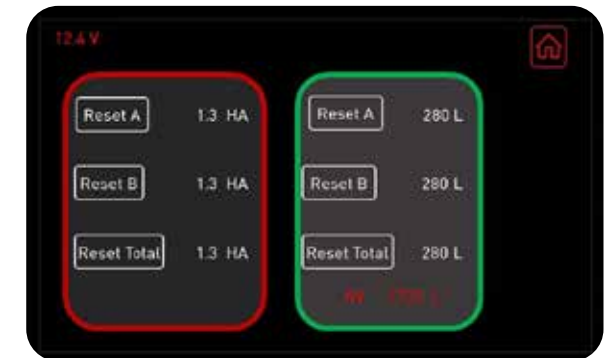 12.4 V
Reset A 1.3 HA
Reset B 1.3 HA
Reset Total 1.3 HA
Reset A 280 L
Reset B 280 L
Reset Total 280 L